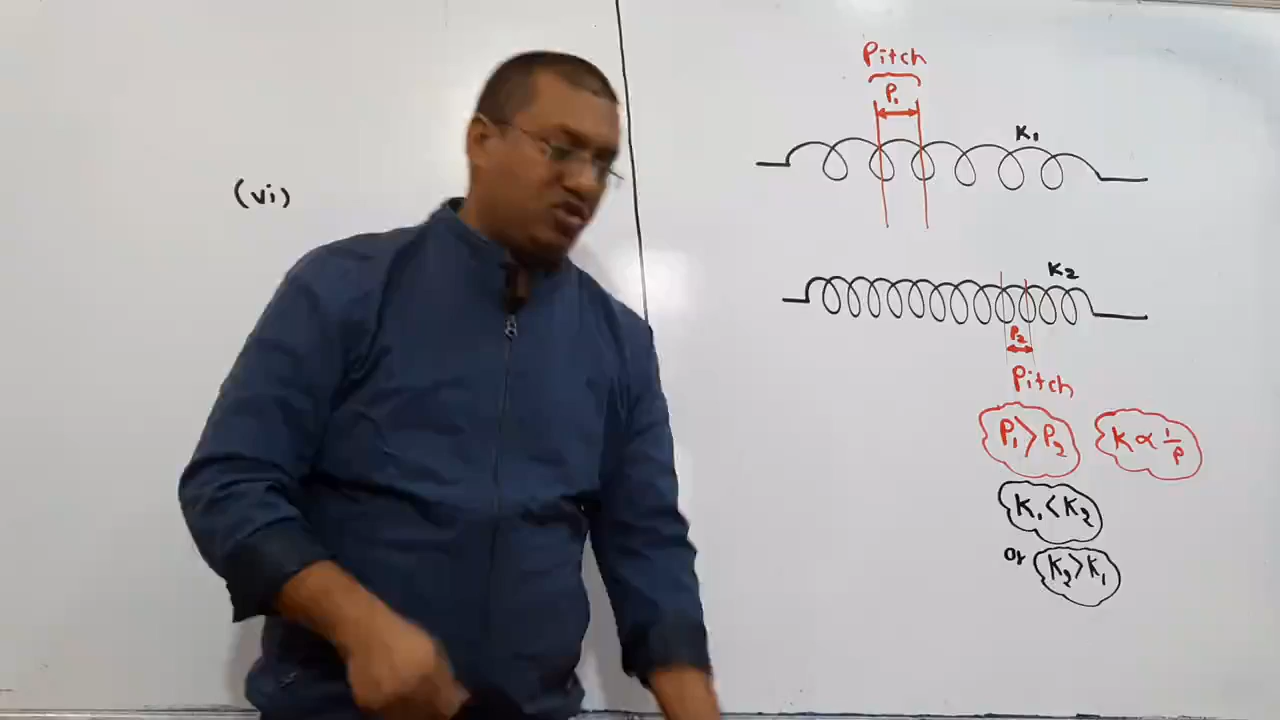 (vi)
Pitch
P₁
K₁
K₂
P₂
Pitch
P₁ > P₂
K ∝ 1/P
K₁ < K₂
Or K₂ > K₁